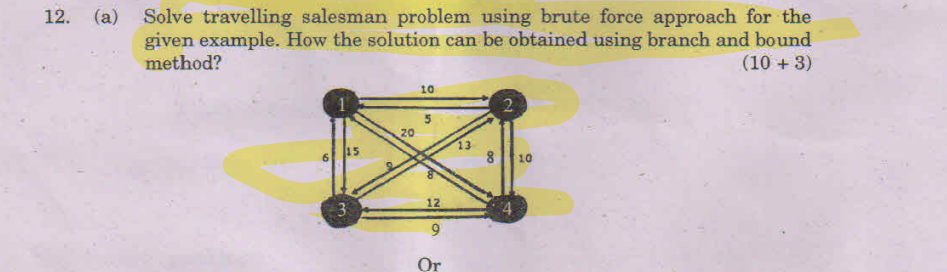 12. (a) Solve travelling salesman problem using brute force approach for the
given example. How the solution can be obtained using branch and bound
method? (10 + 3)
10
1 2
5
20
13
6 15 8 10
9
8
12
3 4
9
Or